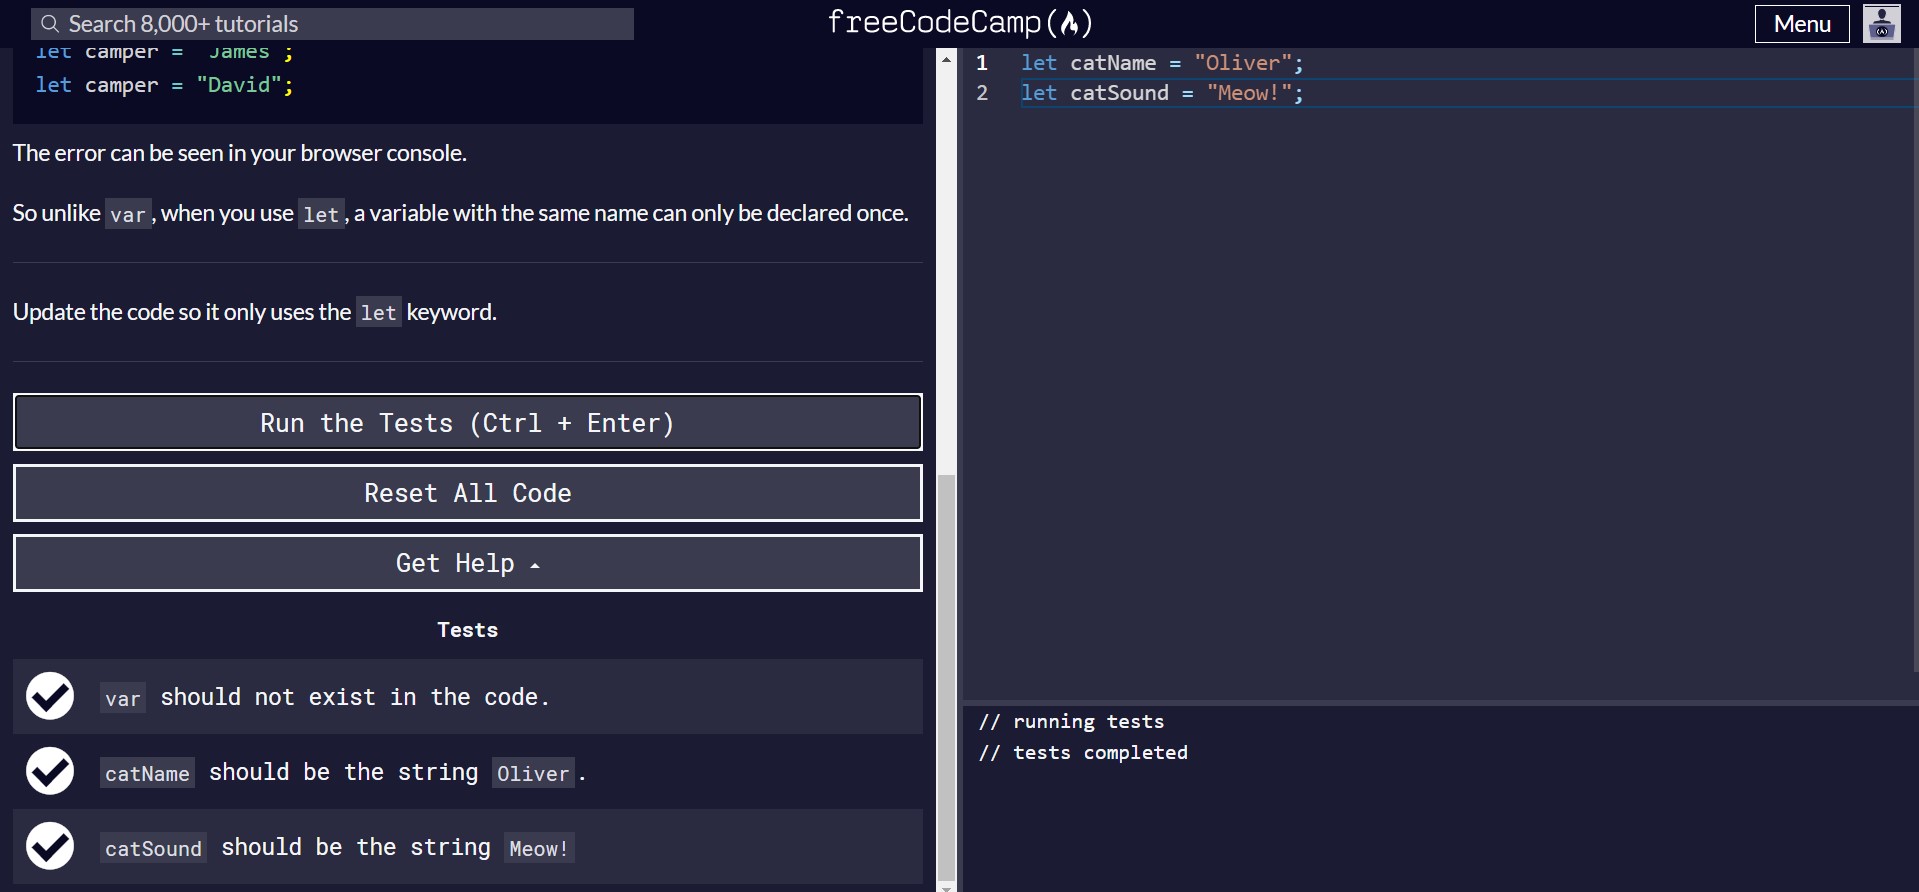 Search 8,000+ tutorials
freeCodeCamp(🔥)
Menu
let camper = "James";
let camper = "David";
The error can be seen in your browser console.
So unlike var, when you use let, a variable with the same name can only be declared once.
Update the code so it only uses the let keyword.
Run the Tests (Ctrl + Enter)
Reset All Code
Get Help
Tests
var should not exist in the code.
catName should be the string Oliver.
catSound should be the string Meow!
1 let catName = "Oliver";
2 let catSound = "Meow!";
// running tests
// tests completed